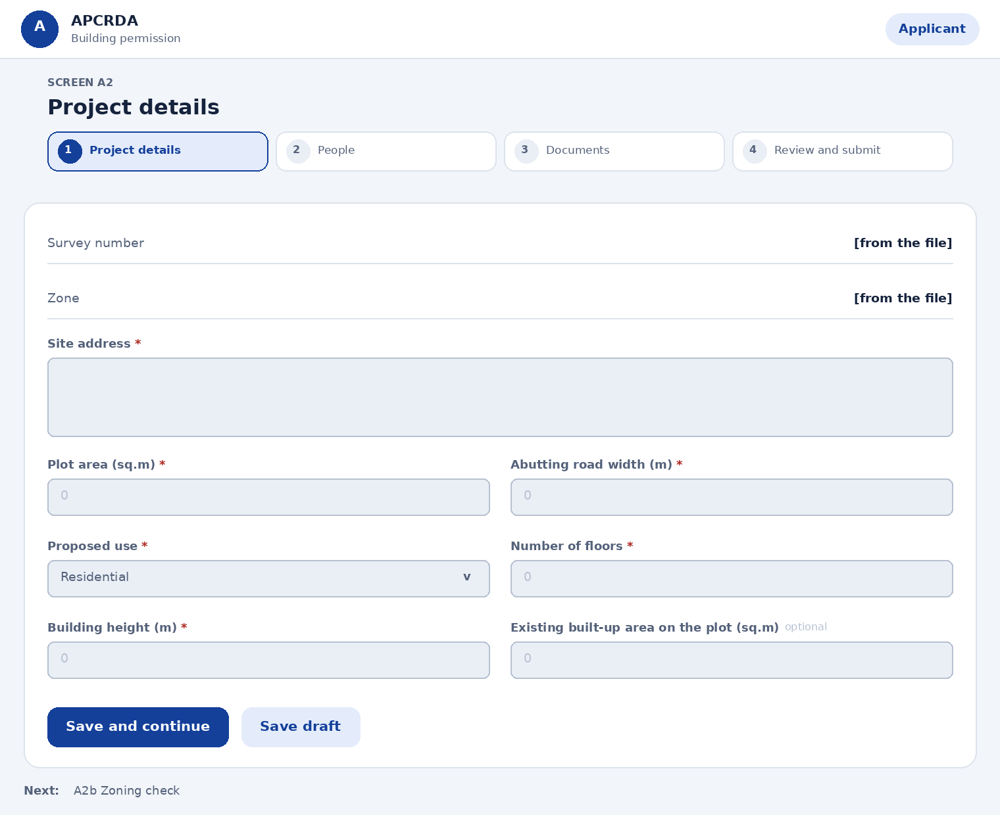 A
APCRDA
Building permission
Applicant
SCREEN A2
Project details
1 Project details
2 People
3 Documents
4 Review and submit
Survey number [from the file]
Zone [from the file]
Site address *
Plot area (sq.m) * Abutting road width (m) *
0 0
Proposed use * Number of floors *
Residential v 0
Building height (m) * Existing built-up area on the plot (sq.m) optional
0 0
Save and continue Save draft
Next: A2b Zoning check